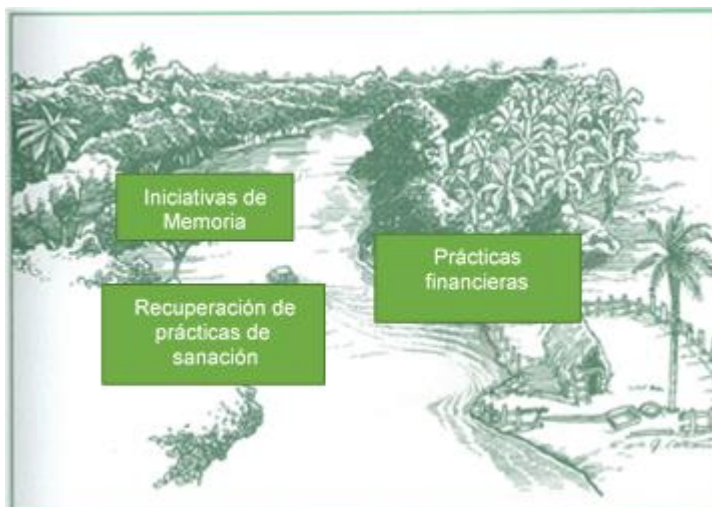 Iniciativas de
Memoria
Prácticas
financieras
Recuperación de
prácticas de
sanación